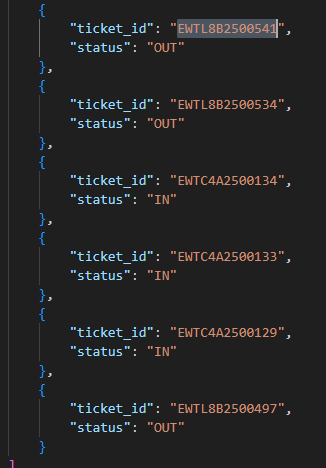 {
"ticket_id": "EWTL8B2500541",
"status": "OUT"
},
{
"ticket_id": "EWTL8B2500534",
"status": "OUT"
},
{
"ticket_id": "EWTC4A2500134",
"status": "IN"
},
{
"ticket_id": "EWTC4A2500133",
"status": "IN"
},
{
"ticket_id": "EWTC4A2500129",
"status": "IN"
},
{
"ticket_id": "EWTL8B2500497",
"status": "OUT"
}
]